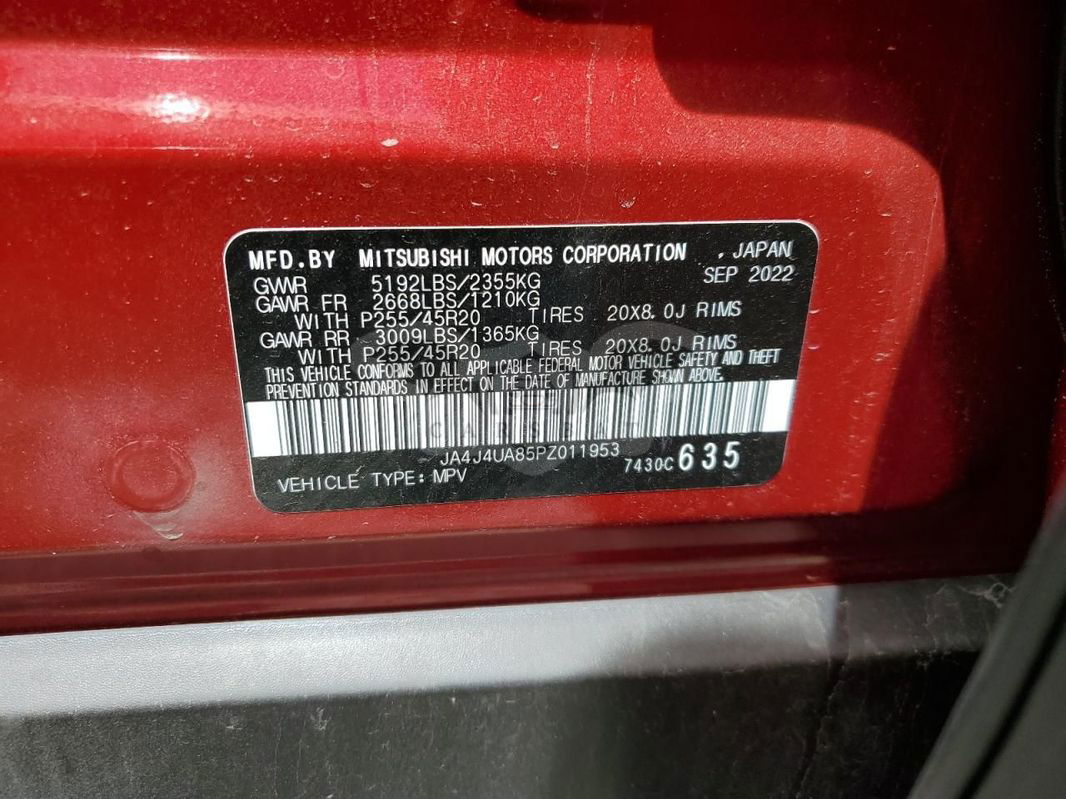 MFD.BY MITSUBISHI MOTORS CORPORATION , JAPAN
GVWR 5192LBS/2355KG SEP 2022
GAWR FR 2668LBS/1210KG
WITH P255/45R20 TIRES 20X8.0J RIMS
GAWR RR 3009LBS/1365KG
WITH P255/45R20 TIRES 20X8.0J RIMS
THIS VEHICLE CONFORMS TO ALL APPLICABLE FEDERAL MOTOR VEHICLE SAFETY AND THEFT
PREVENTION STANDARDS IN EFFECT ON THE DATE OF MANUFACTURE SHOWN ABOVE.
JA4J4UA85PZ011953
7430C 635
VEHICLE TYPE: MPV